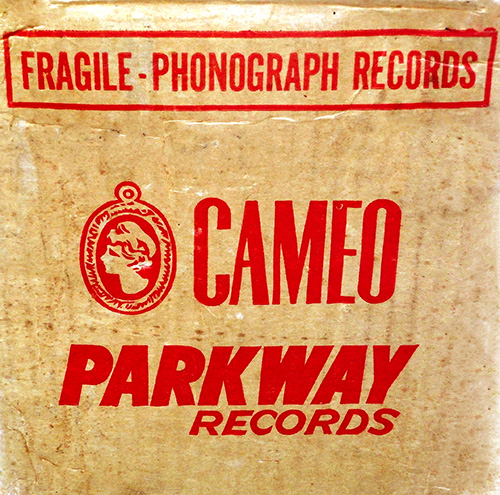 FRAGILE - PHONOGRAPH RECORDS
CAMEO
PARKWAY
RECORDS